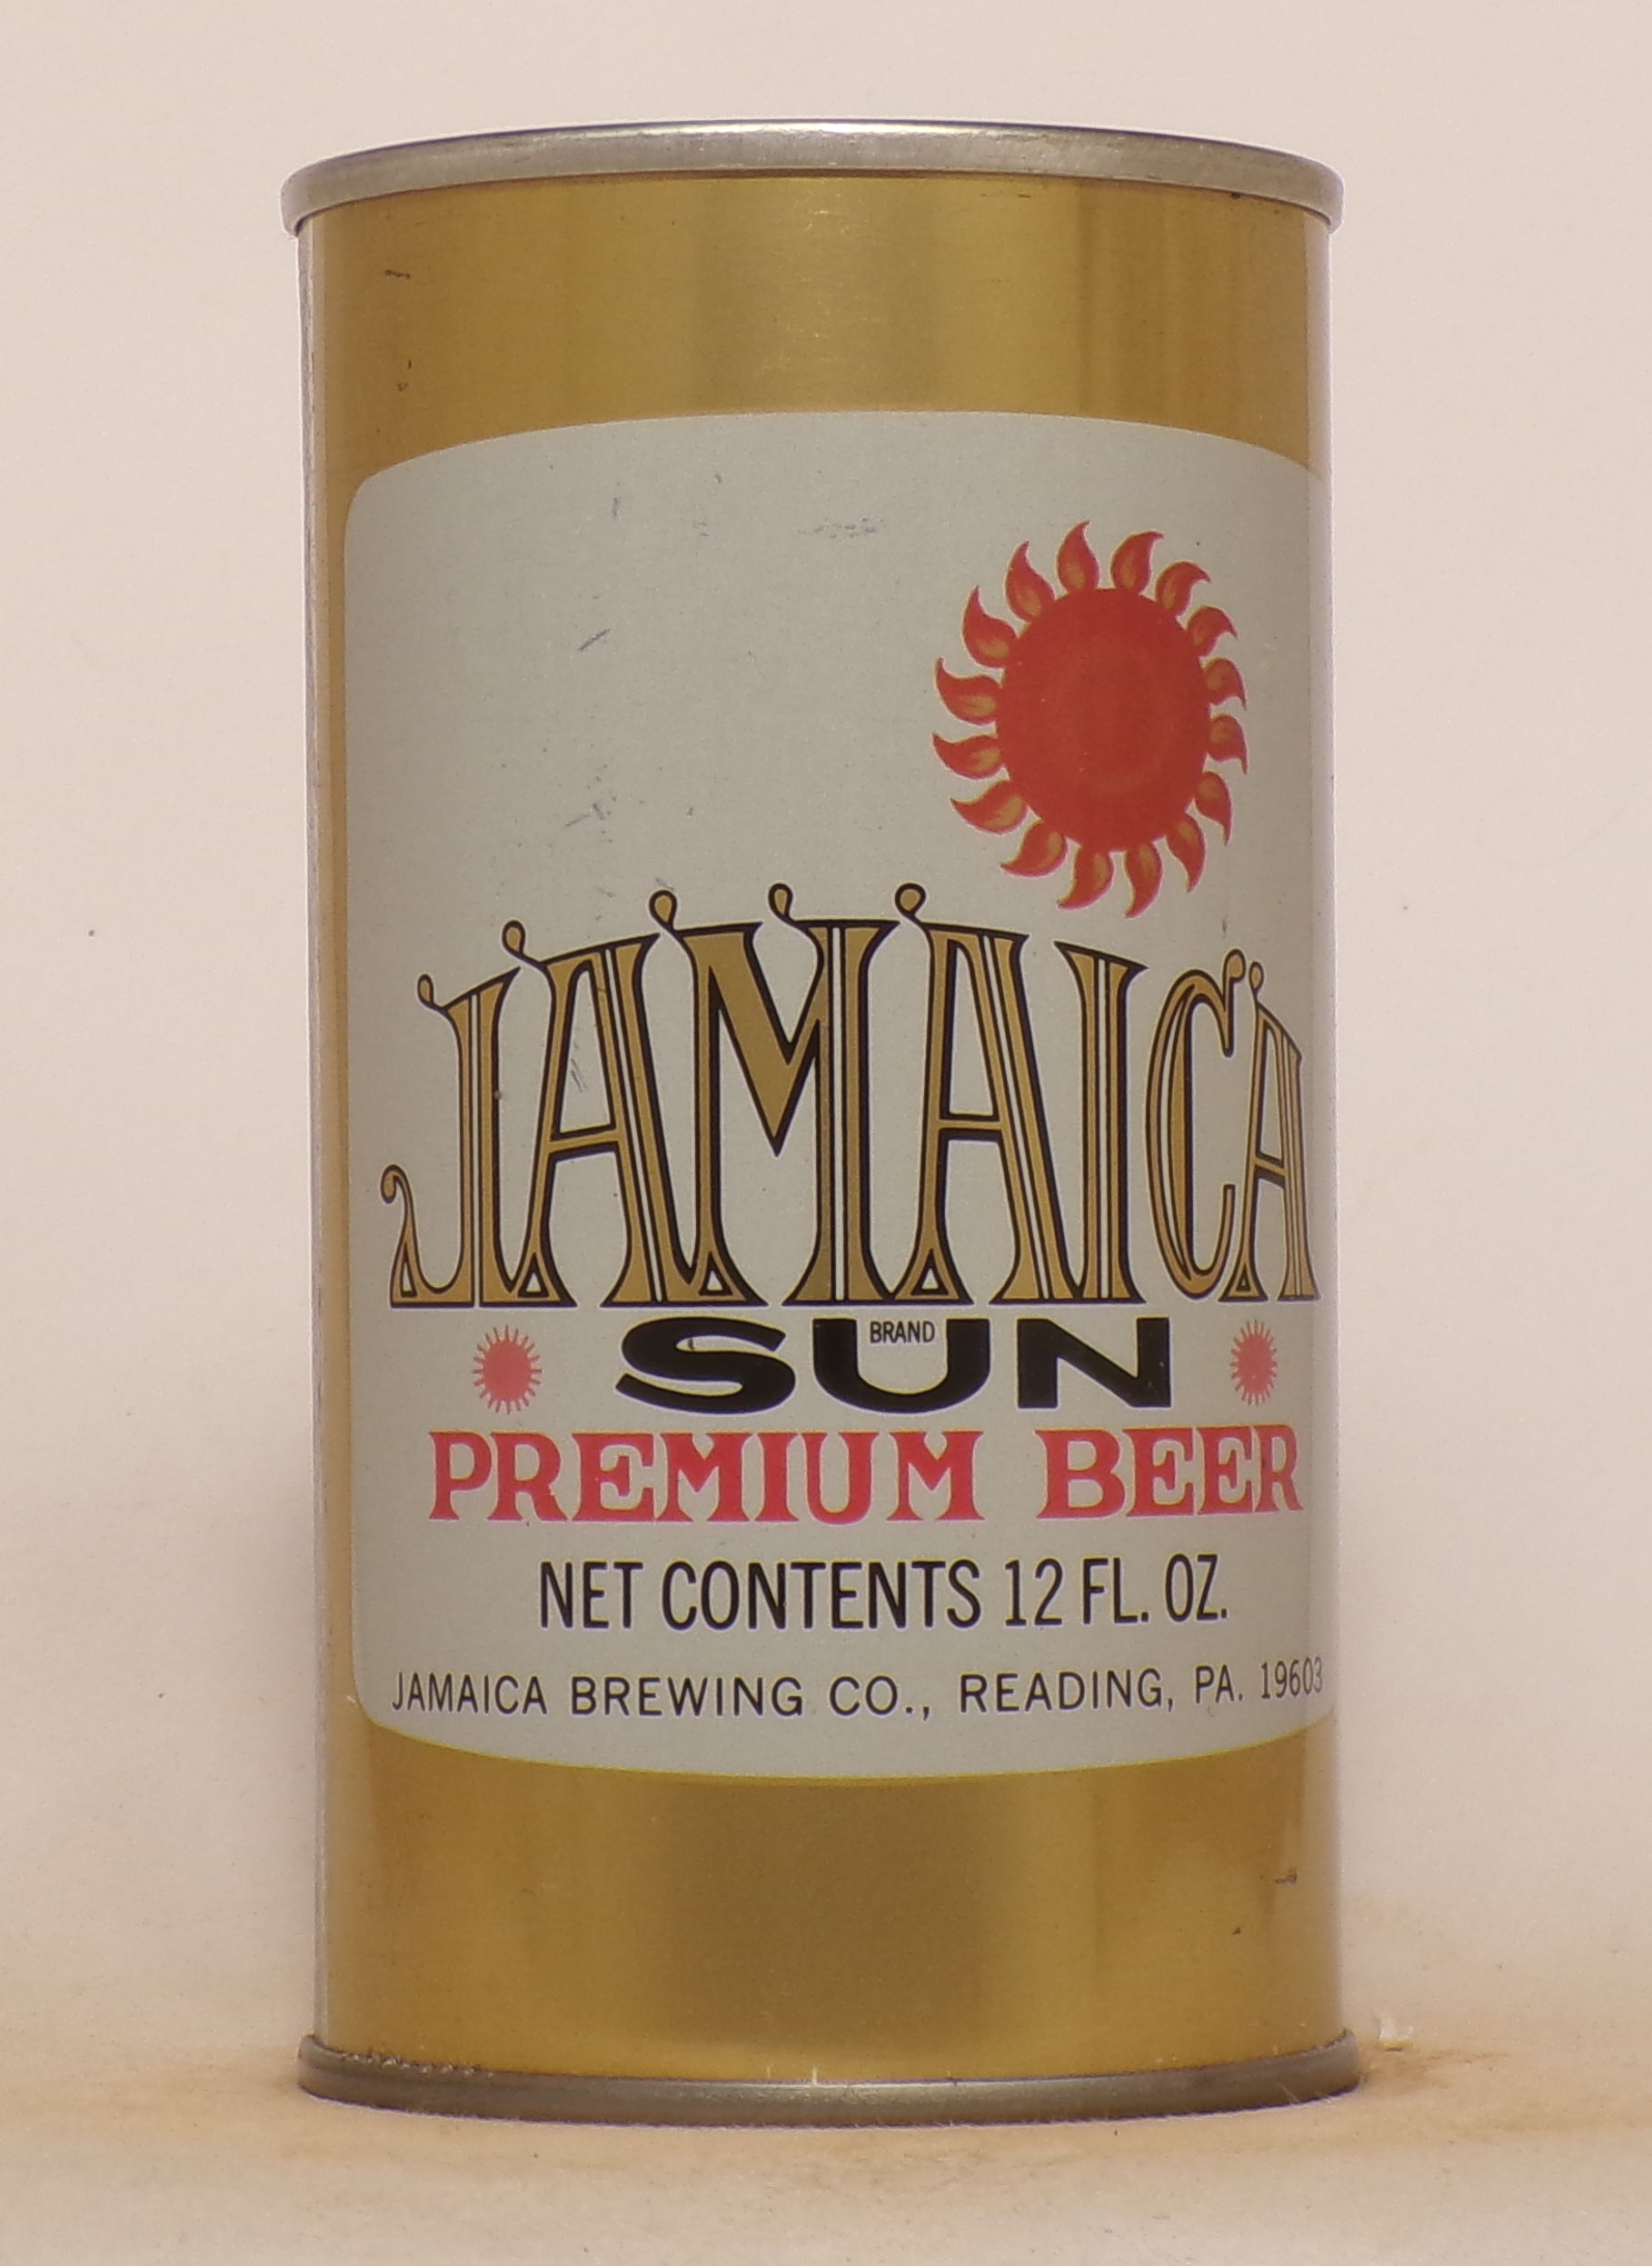 JAMAICA
BRAND
SUN
PREMIUM BEER
NET CONTENTS 12 FL. OZ.
JAMAICA BREWING CO., READING, PA. 19603